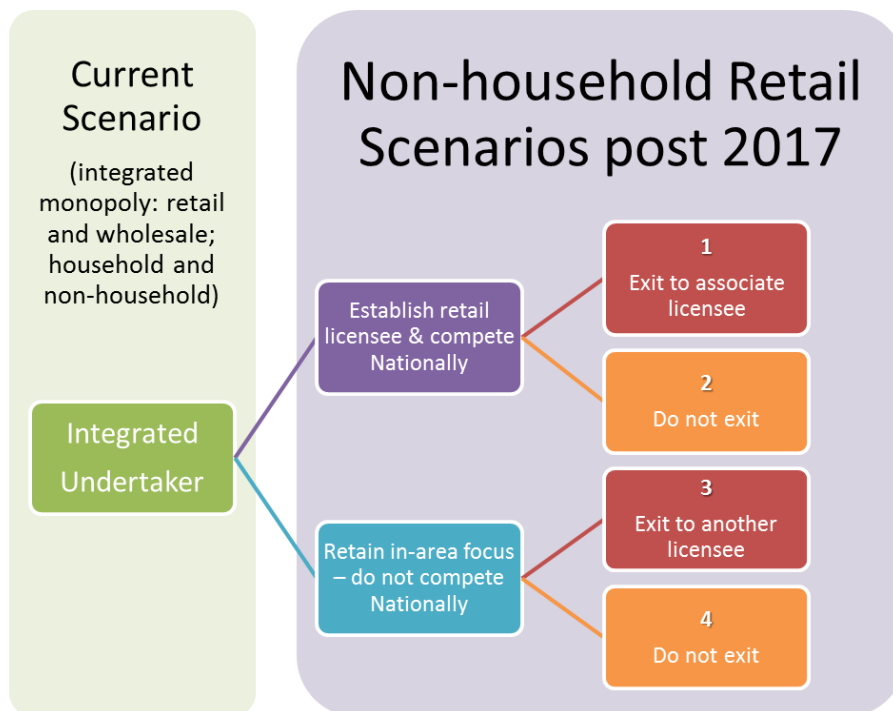 Current
Scenario
(integrated
monopoly: retail
and wholesale;
household and
non-household)
Integrated
Undertaker
Non-household Retail
Scenarios post 2017
Establish retail
licensee & compete
Nationally
1
Exit to associate
licensee
2
Do not exit
Retain in-area focus
– do not compete
Nationally
3
Exit to another
licensee
4
Do not exit